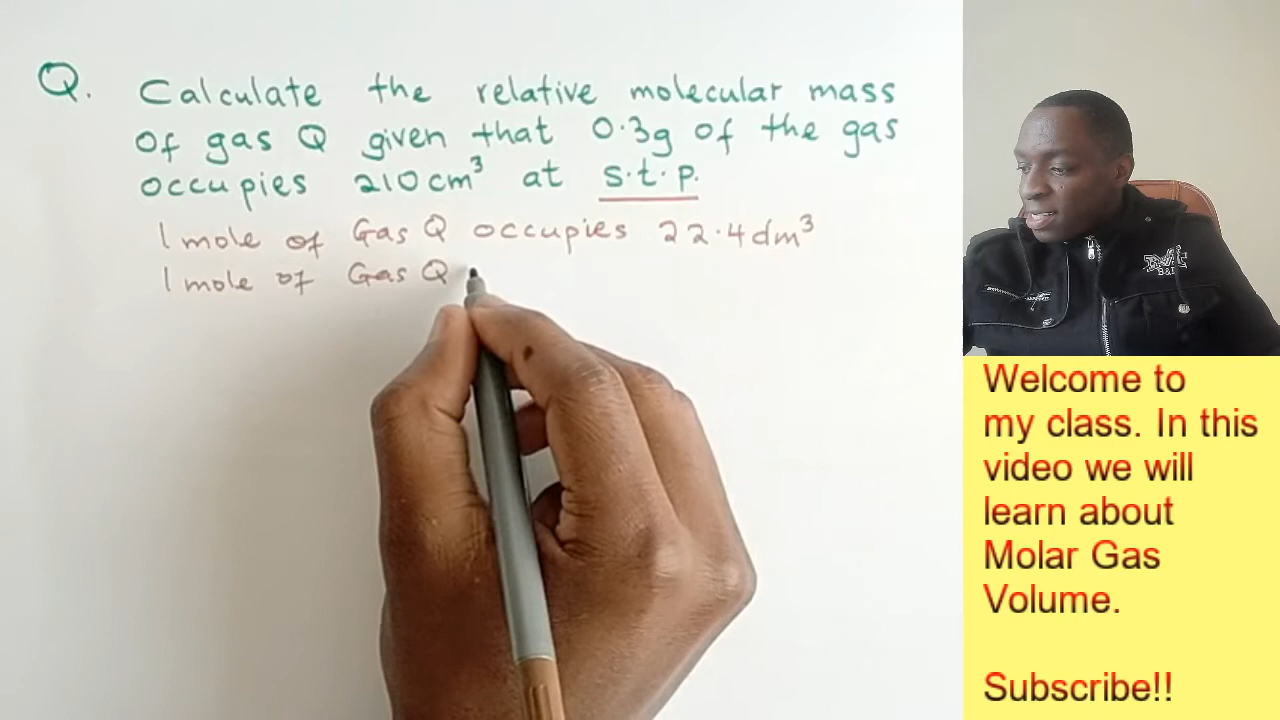 Q. Calculate the relative molecular mass
of gas Q given that 0.3g of the gas
occupies 210cm³ at s.t.p.
1 mole of Gas Q occupies 22.4dm³
1 mole of Gas Q
Welcome to
my class. In this
video we will
learn about
Molar Gas
Volume.
Subscribe!!